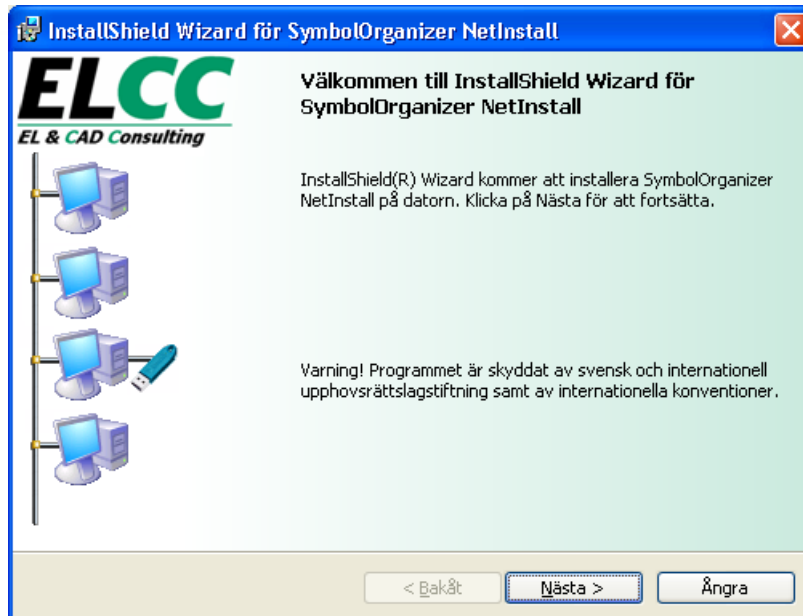 InstallShield Wizard för SymbolOrganizer NetInstall
ELCC
EL & CAD Consulting
Välkommen till InstallShield Wizard för
SymbolOrganizer NetInstall
InstallShield(R) Wizard kommer att installera SymbolOrganizer
NetInstall på datorn. Klicka på Nästa för att fortsätta.
Varning! Programmet är skyddat av svensk och internationell
upphovsrättslagstiftning samt av internationella konventioner.
< Bakåt
Nästa >
Ångra